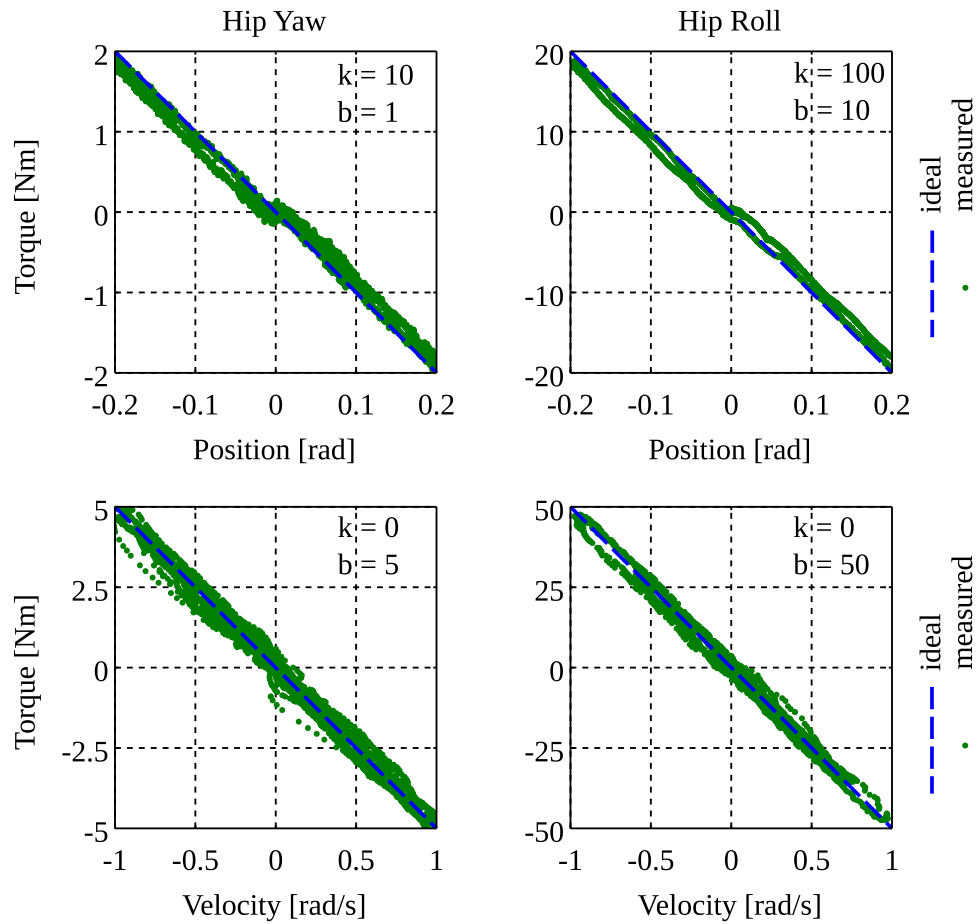 Hip Yaw
2
1
0
-1
-2
-0.2 -0.1 0 0.1 0.2
k = 10
b = 1
Torque [Nm]
Position [rad]
Hip Roll
20
10
0
-10
-20
-0.2 -0.1 0 0.1 0.2
k = 100
b = 10
Position [rad]
ideal
measured
5
2.5
0
-2.5
-5
-1 -0.5 0 0.5 1
k = 0
b = 5
Torque [Nm]
Velocity [rad/s]
50
25
0
-25
-50
-1 -0.5 0 0.5 1
k = 0
b = 50
Velocity [rad/s]
ideal
measured